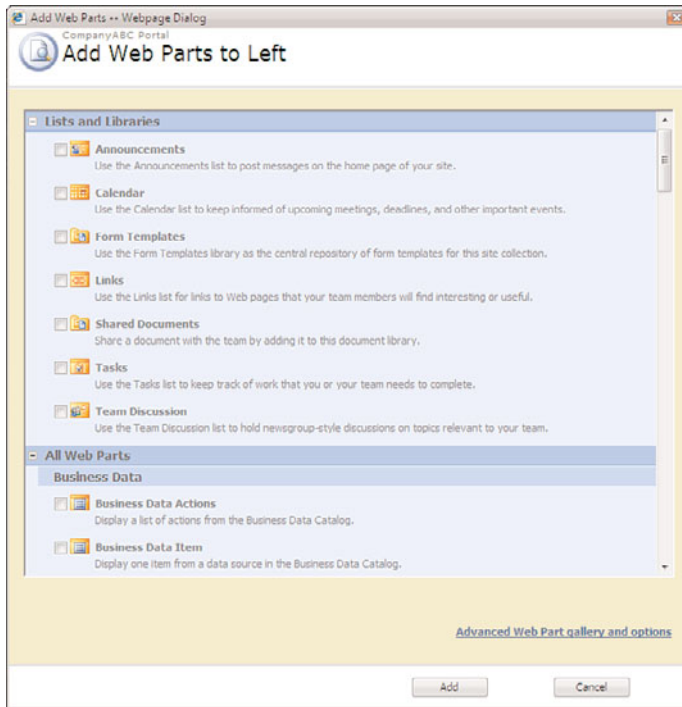 Add Web Parts -- Webpage Dialog
CompanyABC Portal
Add Web Parts to Left
Lists and Libraries
Announcements
Use the Announcements list to post messages on the home page of your site.
Calendar
Use the Calendar list to keep informed of upcoming meetings, deadlines, and other important events.
Form Templates
Use the Form Templates library as the central repository of form templates for this site collection.
Links
Use the Links list for links to Web pages that your team members will find interesting or useful.
Shared Documents
Share a document with the team by adding it to this document library.
Tasks
Use the Tasks list to keep track of work that you or your team needs to complete.
Team Discussion
Use the Team Discussion list to hold newsgroup-style discussions on topics relevant to your team.
All Web Parts
Business Data
Business Data Actions
Display a list of actions from the Business Data Catalog.
Business Data Item
Display one item from a data source in the Business Data Catalog.
Advanced Web Part gallery and options
Add
Cancel